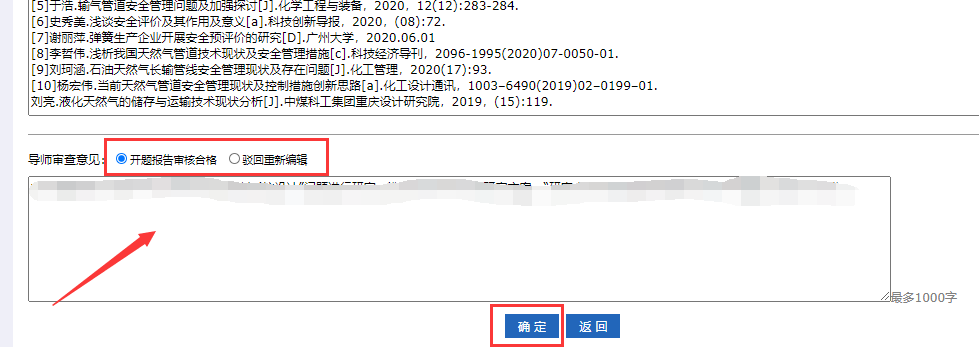 [5]于浩.输气管道安全管理问题及加强探讨[J].化学工程与装备，2020，12(12):283-284.
[6]史秀美.浅谈安全评价及其作用及意义[a].科技创新导报，2020，(08):72.
[7]谢丽萍.弹簧生产企业开展安全预评价的研究[D].广州大学，2020.06.01
[8]李哲伟.浅析我国天然气管道技术现状及安全管理措施[c].科技经济导刊，2096-1995(2020)07-0050-01.
[9]刘珂涵.石油天然气长输管线安全管理现状及存在问题[J].化工管理，2020(17):93.
[10]杨宏伟.当前天然气管道安全管理现状及控制措施创新思路[a].化工设计通讯，1003–6490(2019)02–0199–01.
刘亮.液化天然气的储存与运输技术现状分析[J].中煤科工集团重庆设计研究院，2019，(15):119.
导师审查意见: 开题报告审核合格 驳回重新编辑
最多1000字
确 定 返 回